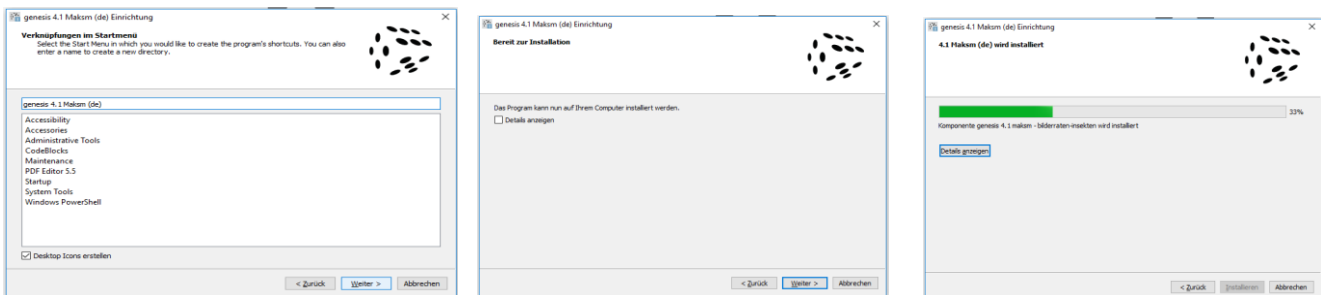 genesis 4.1 Maksm (de) Einrichtung
Verknüpfungen im Startmenü
Select the Start Menu in which you would like to create the program's shortcuts. You can also
enter a name to create a new directory.
genesis 4.1 Maksm (de)
Accessibility
Accessories
Administrative Tools
CodeBlocks
Maintenance
PDF Editor 5.5
Startup
System Tools
Windows PowerShell
Desktop Icons erstellen
< Zurück Weiter > Abbrechen
genesis 4.1 Maksm (de) Einrichtung
Bereit zur Installation
Das Program kann nun auf Ihrem Computer installiert werden.
Details anzeigen
< Zurück Weiter > Abbrechen
genesis 4.1 Maksm (de) Einrichtung
4.1 Maksm (de) wird installiert
33%
Komponente genesis 4.1 maksm - bilderraten-insekten wird installiert
Details anzeigen
< Zurück Installieren Abbrechen